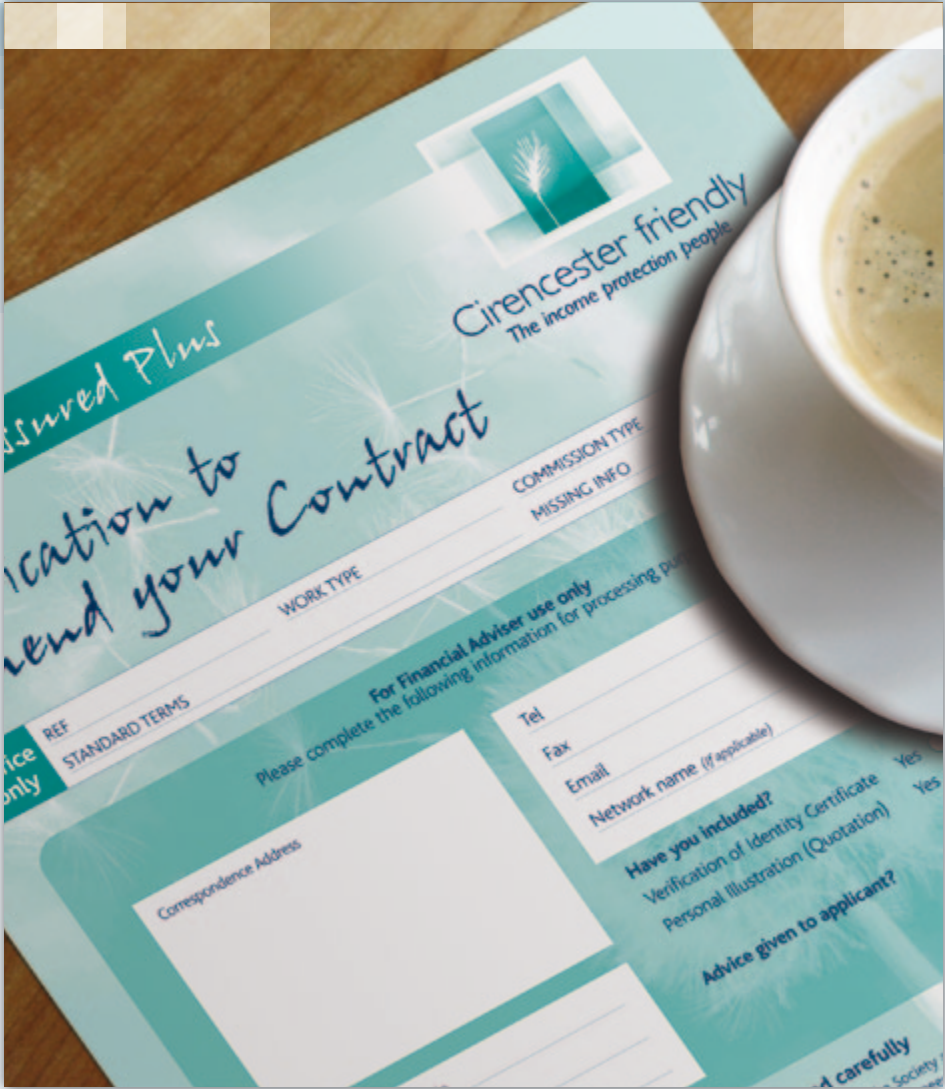 Cirencester friendly
The income protection people
ssured Plus
ication to
end your Contract
COMMISSION TYPE
MISSING INFO
WORK TYPE
REF
STANDARD TERMS
ice
only
For Financial Adviser use only
Please complete the following information for processing
Tel
Fax
Email
Network name (if applicable)
Correspondence Address
Have you included?
Verification of Identity Certificate Yes
Personal Illustration (Quotation) Yes
Advice given to applicant?
carefully
Society